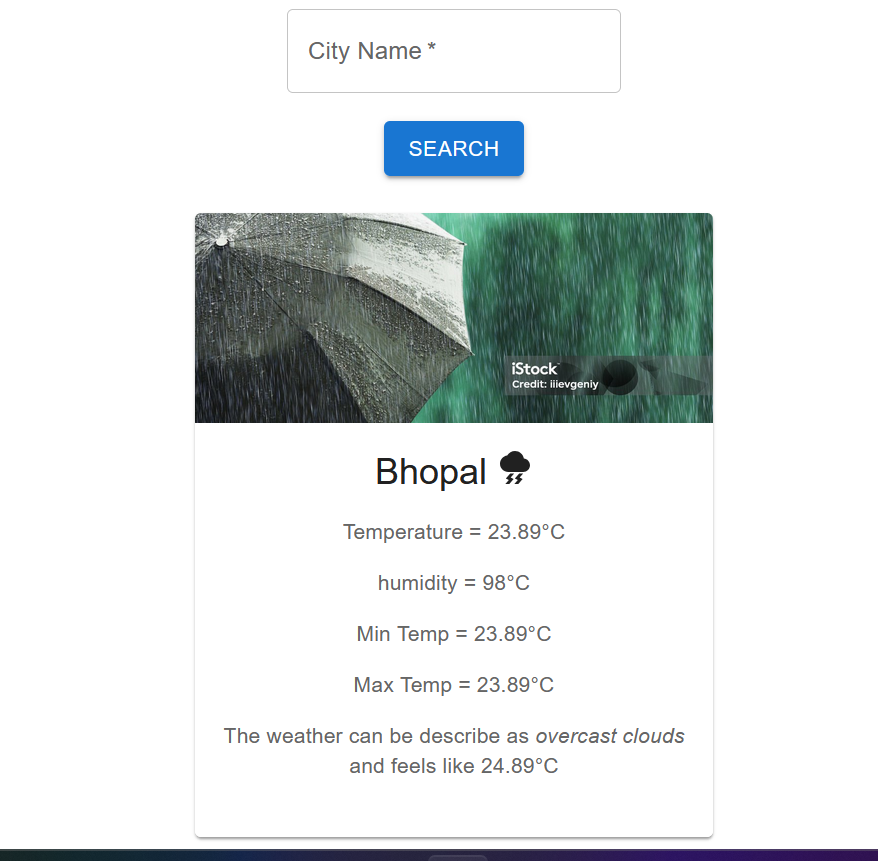 City Name *
SEARCH
iStock
Credit: iiievgeniy
Bhopal
Temperature = 23.89°C
humidity = 98°C
Min Temp = 23.89°C
Max Temp = 23.89°C
The weather can be describe as overcast clouds
and feels like 24.89°C